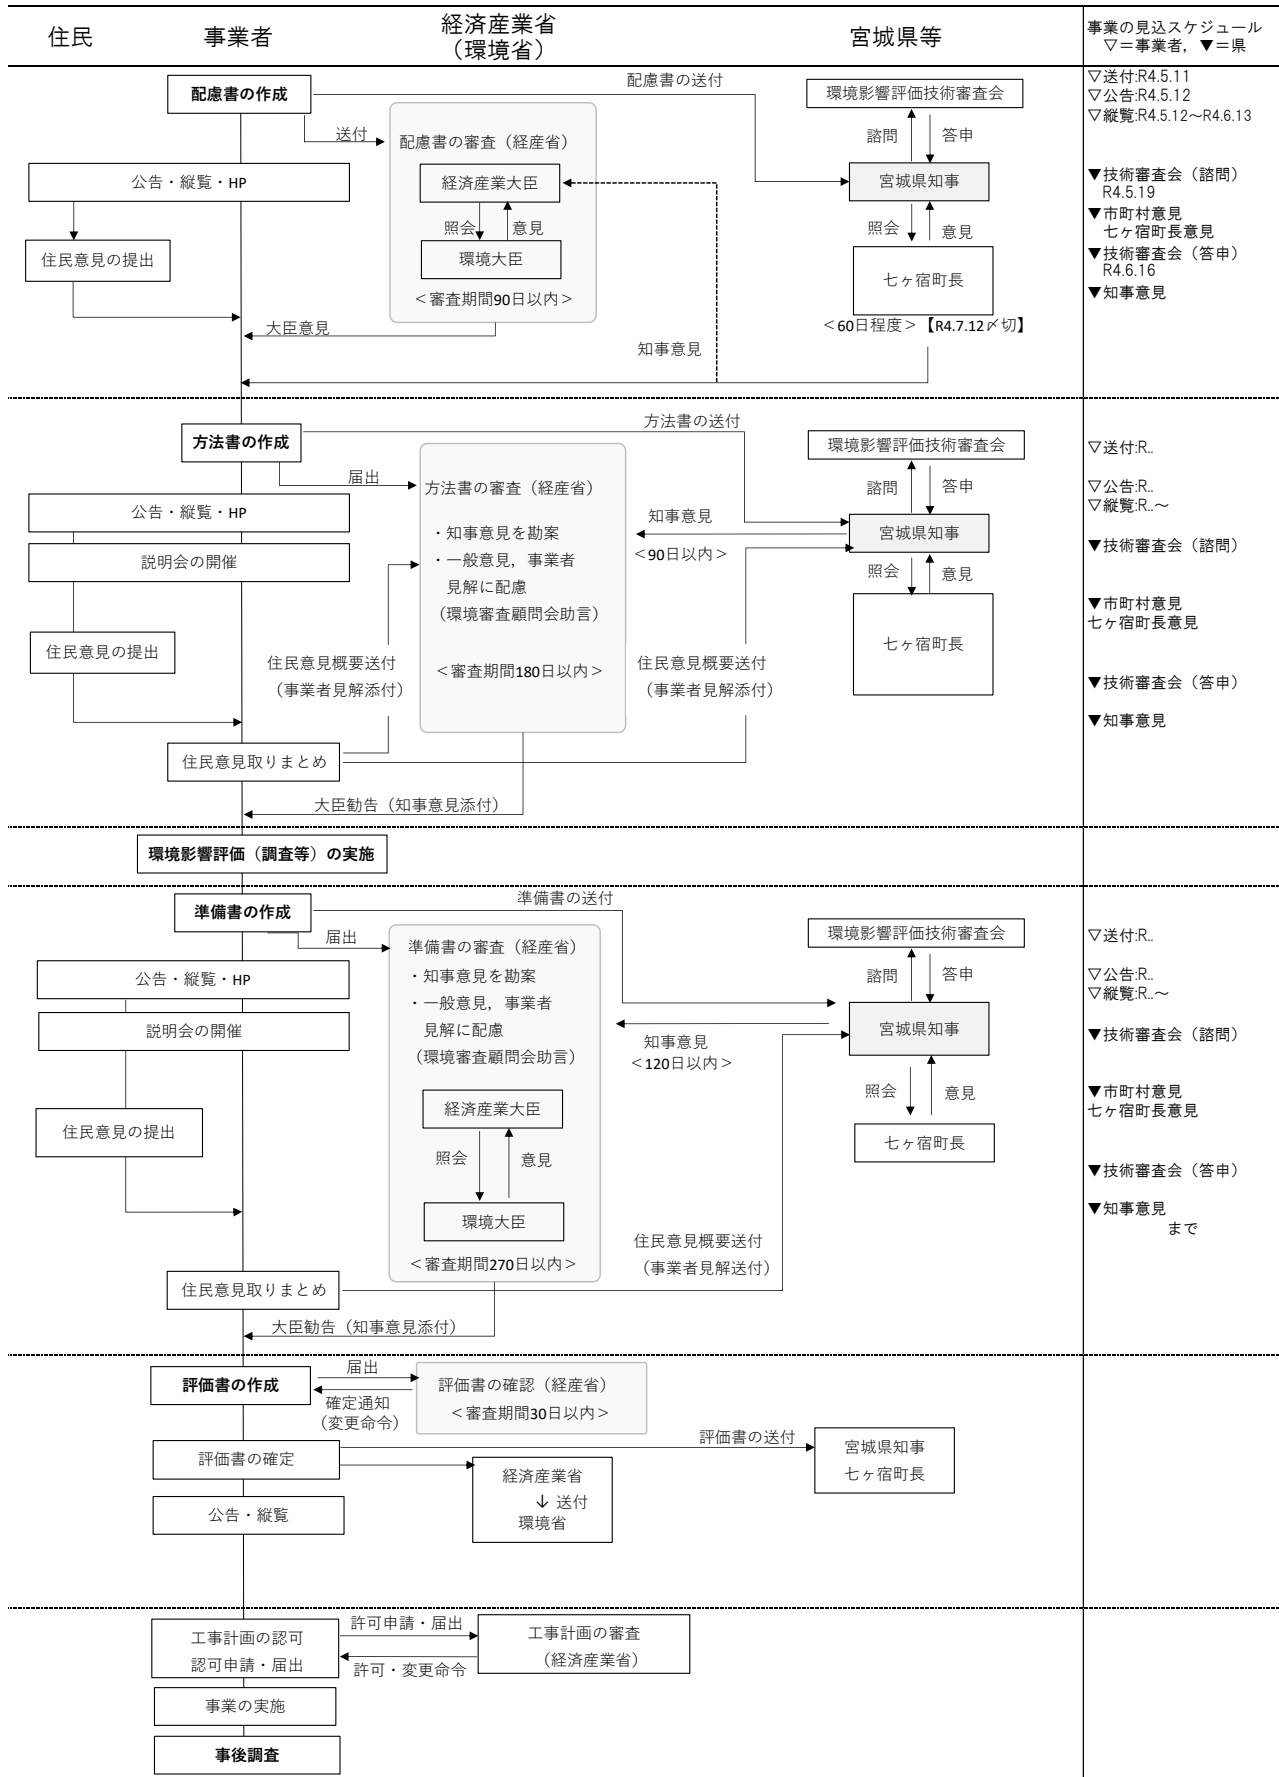 住民
事業者
経済産業省
（環境省）
宮城県等
事業の見込スケジュール
▽＝事業者，▼＝県
配慮書の作成
配慮書の送付
環境影響評価技術審査会
▽送付:R4.5.11
▽公告:R4.5.12
▽縦覧:R4.5.12～R4.6.13
送付
配慮書の審査（経産省）
諮問
答申
公告・縦覧・HP
経済産業大臣
宮城県知事
▼技術審査会（諮問）
R4.5.19
照会
意見
照会
意見
▼市町村意見
七ヶ宿町長意見
住民意見の提出
環境大臣
七ヶ宿町長
▼技術審査会（答申）
R4.6.16
＜審査期間90日以内＞
▼知事意見
大臣意見
＜60日程度＞【R4.7.12〆切】
知事意見
方法書の作成
方法書の送付
環境影響評価技術審査会
▽送付:R..
届出
方法書の審査（経産省）
諮問
答申
▽公告:R..
▽縦覧:R..～
公告・縦覧・HP
知事意見
＜90日以内＞
宮城県知事
・知事意見を勘案
・一般意見，事業者
見解に配慮
（環境審査顧問会助言）
▼技術審査会（諮問）
説明会の開催
照会
意見
▼市町村意見
七ヶ宿町長意見
住民意見の提出
住民意見概要送付
（事業者見解添付）
＜審査期間180日以内＞
住民意見概要送付
（事業者見解添付）
七ヶ宿町長
▼技術審査会（答申）
▼知事意見
住民意見取りまとめ
大臣勧告（知事意見添付）
環境影響評価（調査等）の実施
準備書の作成
準備書の送付
環境影響評価技術審査会
▽送付:R..
届出
準備書の審査（経産省）
諮問
答申
▽公告:R..
▽縦覧:R..～
公告・縦覧・HP
・知事意見を勘案
・一般意見，事業者
見解に配慮
（環境審査顧問会助言）
説明会の開催
知事意見
＜120日以内＞
宮城県知事
▼技術審査会（諮問）
照会
意見
▼市町村意見
七ヶ宿町長意見
経済産業大臣
住民意見の提出
七ヶ宿町長
照会
意見
▼技術審査会（答申）
環境大臣
▼知事意見
まで
住民意見概要送付
（事業者見解送付）
＜審査期間270日以内＞
住民意見取りまとめ
大臣勧告（知事意見添付）
評価書の作成
届出
確定通知
（変更命令）
評価書の確認（経産省）
＜審査期間30日以内＞
評価書の確定
評価書の送付
宮城県知事
七ヶ宿町長
経済産業省
↓ 送付
環境省
公告・縦覧
工事計画の認可
認可申請・届出
許可申請・届出
許可・変更命令
工事計画の審査
（経済産業省）
事業の実施
事後調査